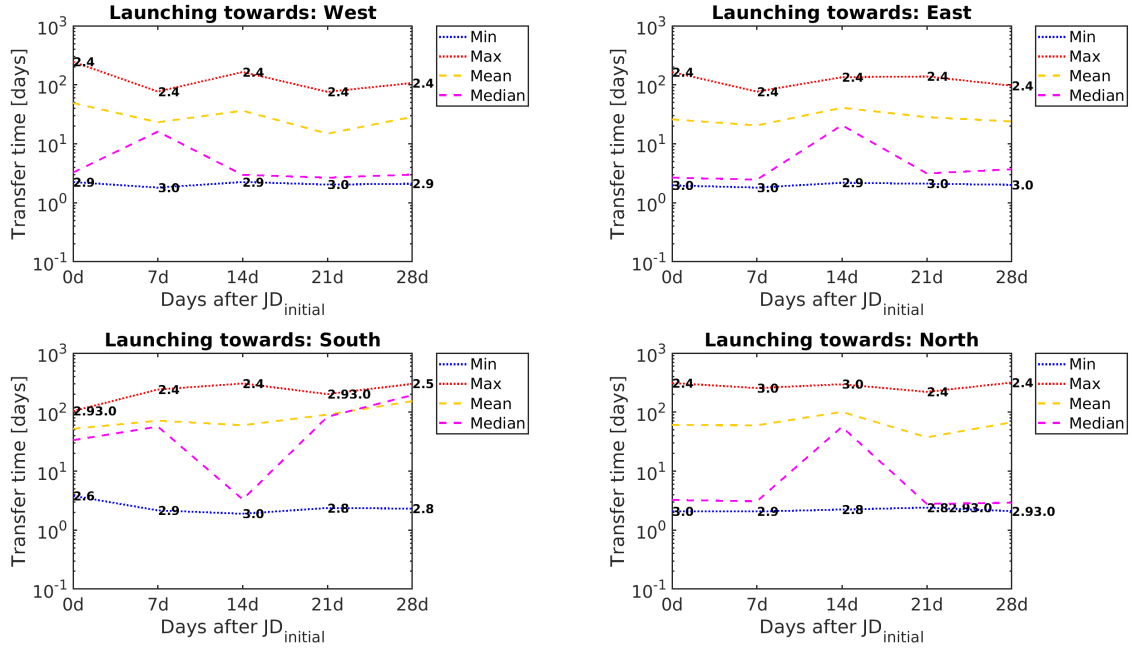 Launching towards: West
10^3
10^2
10^1
10^0
10^-1
Transfer time [days]
2.4
2.4
2.4
2.4
2.4
2.9
3.0
2.9
3.0
2.9
0d 7d 14d 21d 28d
Days after JD_initial
Min
Max
Mean
Median
Launching towards: East
10^3
10^2
10^1
10^0
10^-1
Transfer time [days]
2.4
2.4
2.4
2.4
2.4
3.0
3.0
2.9
3.0
3.0
0d 7d 14d 21d 28d
Days after JD_initial
Min
Max
Mean
Median
Launching towards: South
10^3
10^2
10^1
10^0
10^-1
Transfer time [days]
2.93.0
2.4
2.4
2.93.0
2.5
2.6
2.9
3.0
2.8
2.8
0d 7d 14d 21d 28d
Days after JD_initial
Min
Max
Mean
Median
Launching towards: North
10^3
10^2
10^1
10^0
10^-1
Transfer time [days]
2.4
3.0
3.0
2.4
2.4
3.0
2.9
2.8
2.82.93.0
2.93.0
0d 7d 14d 21d 28d
Days after JD_initial
Min
Max
Mean
Median